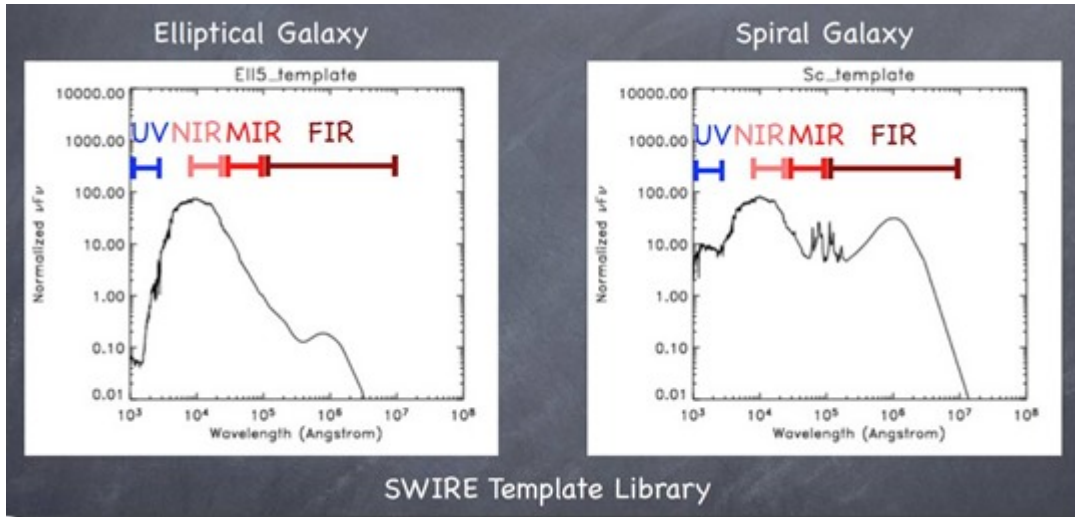 Elliptical Galaxy
Spiral Galaxy
Ell5_template
10000.00
1000.00
100.00
10.00
1.00
0.10
0.01
Normalized νFν
UV NIR MIR FIR
10³ 10⁴ 10⁵ 10⁶ 10⁷ 10⁸
Wavelength (Angstrom)
Sc_template
10000.00
1000.00
100.00
10.00
1.00
0.10
0.01
Normalized νFν
UV NIR MIR FIR
10³ 10⁴ 10⁵ 10⁶ 10⁷ 10⁸
Wavelength (Angstrom)
SWIRE Template Library